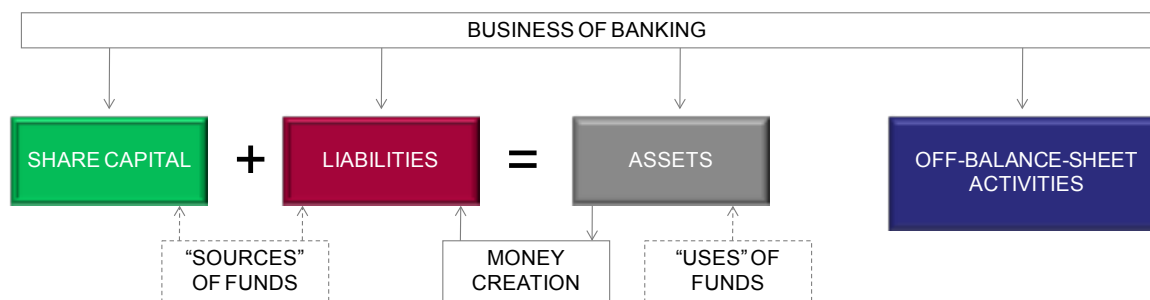 BUSINESS OF BANKING
SHARE CAPITAL + LIABILITIES = ASSETS
OFF-BALANCE-SHEET
ACTIVITIES
“SOURCES”
OF FUNDS
MONEY
CREATION
“USES” OF
FUNDS